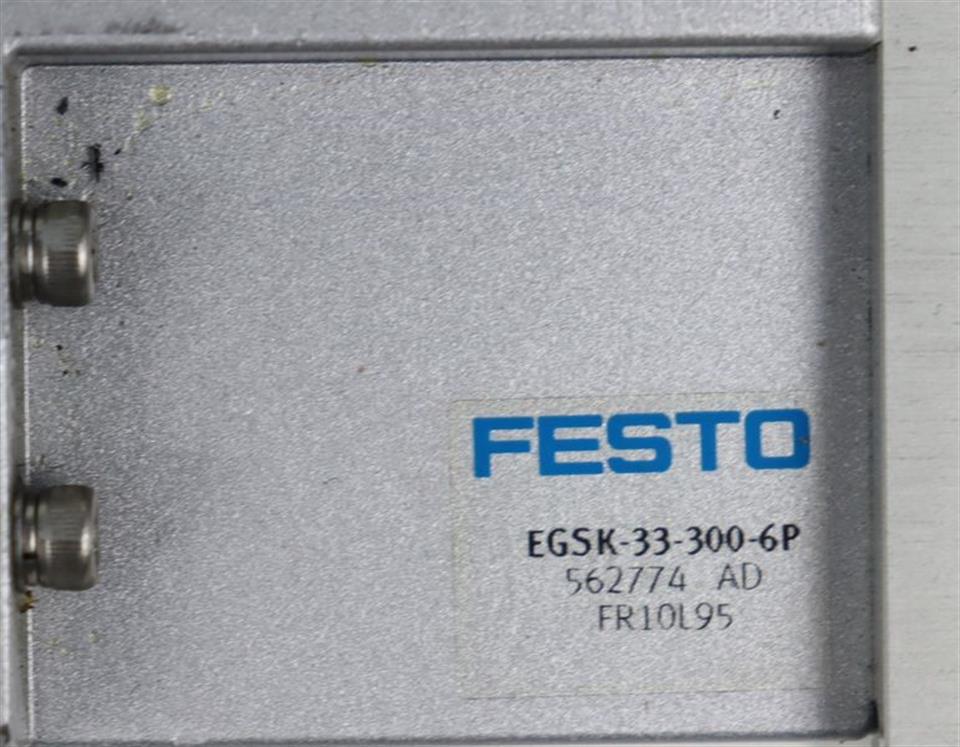 FESTO
EGSK-33-300-6P
562774 AD
FR10L95